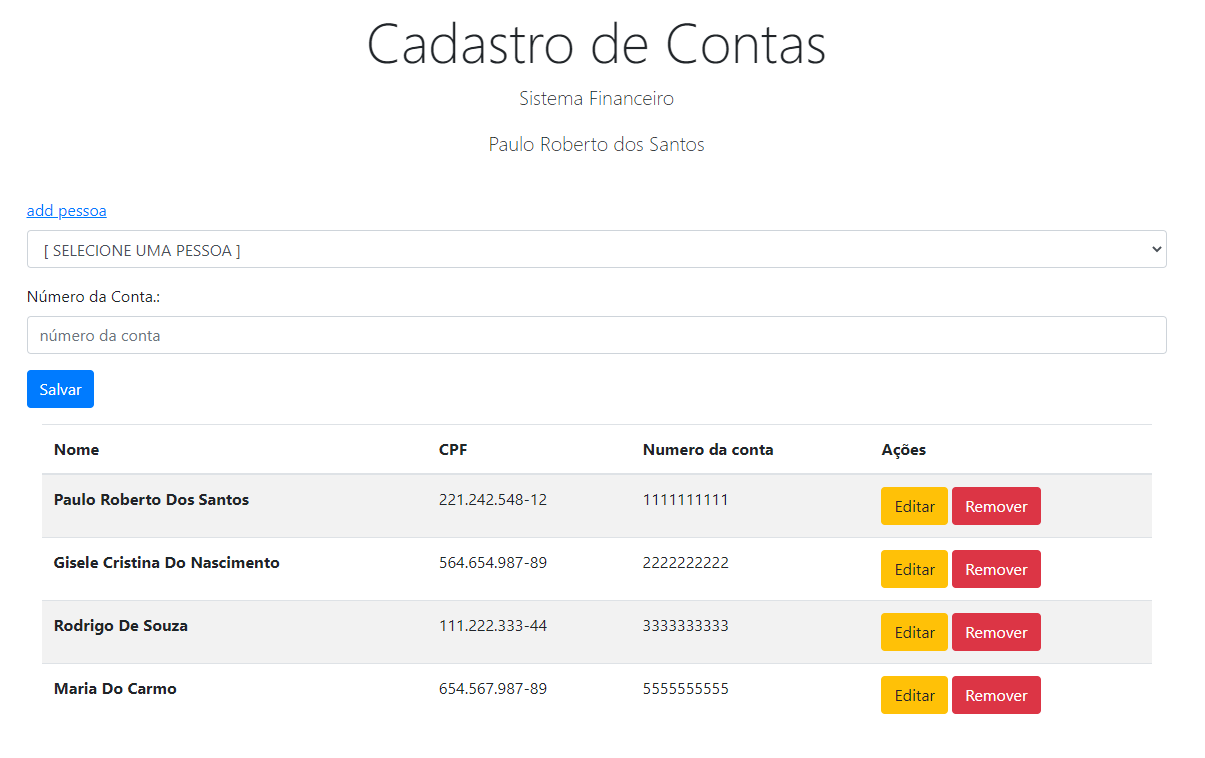 Cadastro de Contas
Sistema Financeiro
Paulo Roberto dos Santos
add pessoa
[ SELECIONE UMA PESSOA ]
Número da Conta.:
número da conta
Salvar
Nome CPF Numero da conta Ações
Paulo Roberto Dos Santos 221.242.548-12 1111111111 Editar Remover
Gisele Cristina Do Nascimento 564.654.987-89 2222222222 Editar Remover
Rodrigo De Souza 111.222.333-44 3333333333 Editar Remover
Maria Do Carmo 654.567.987-89 5555555555 Editar Remover